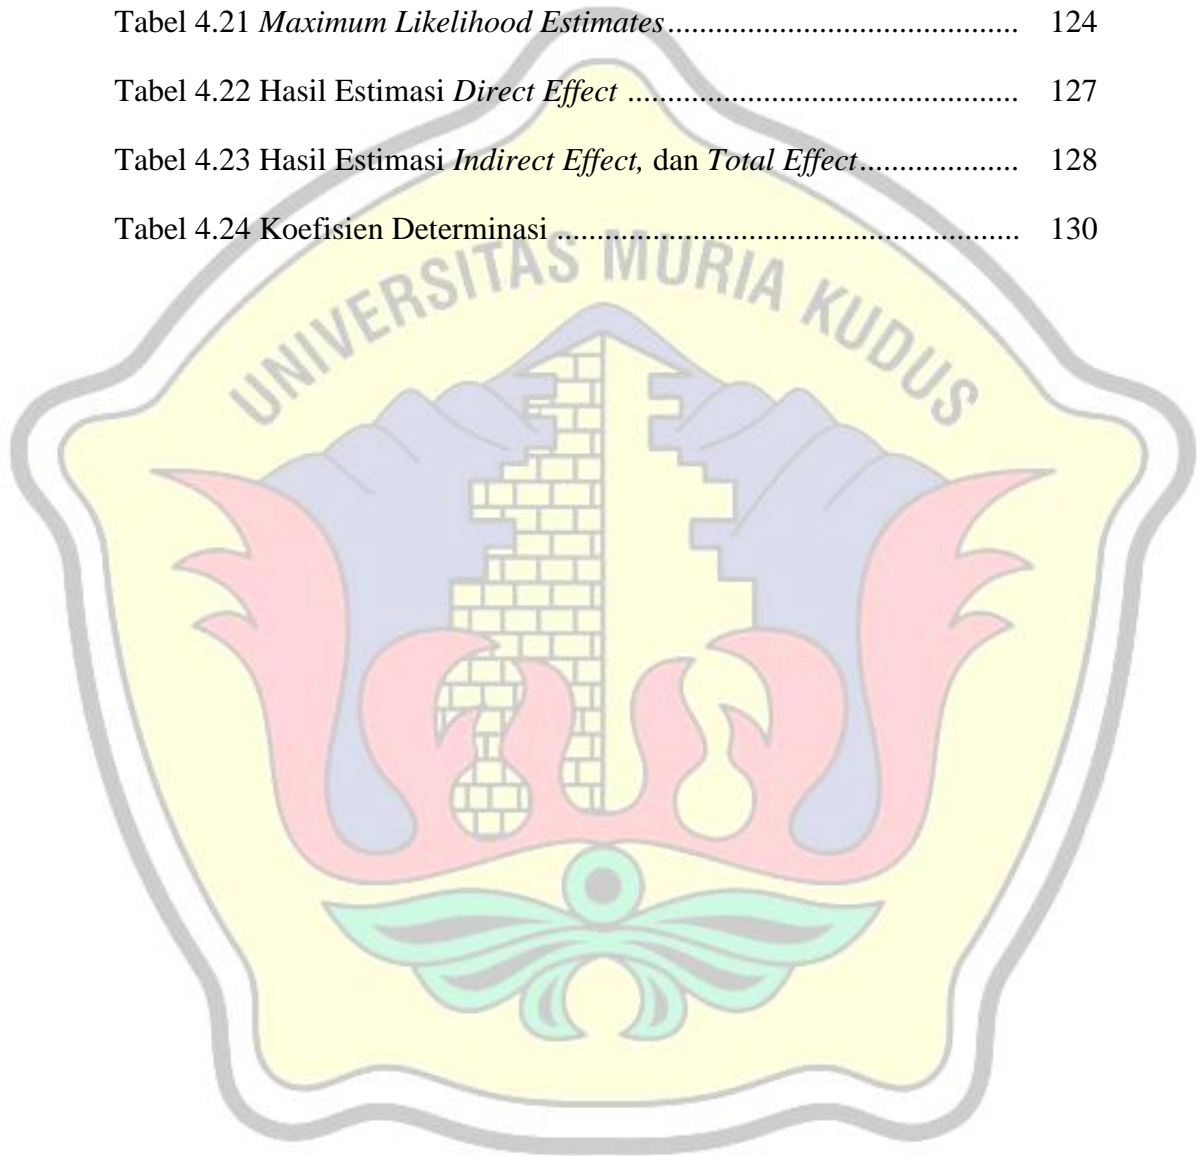 Tabel 4.21 Maximum Likelihood Estimates............................................ 124
Tabel 4.22 Hasil Estimasi Direct Effect ................................................. 127
Tabel 4.23 Hasil Estimasi Indirect Effect, dan Total Effect.................... 128
Tabel 4.24 Koefisien Determinasi .......................................................... 130
UNIVERSITAS MURIA KUDUS